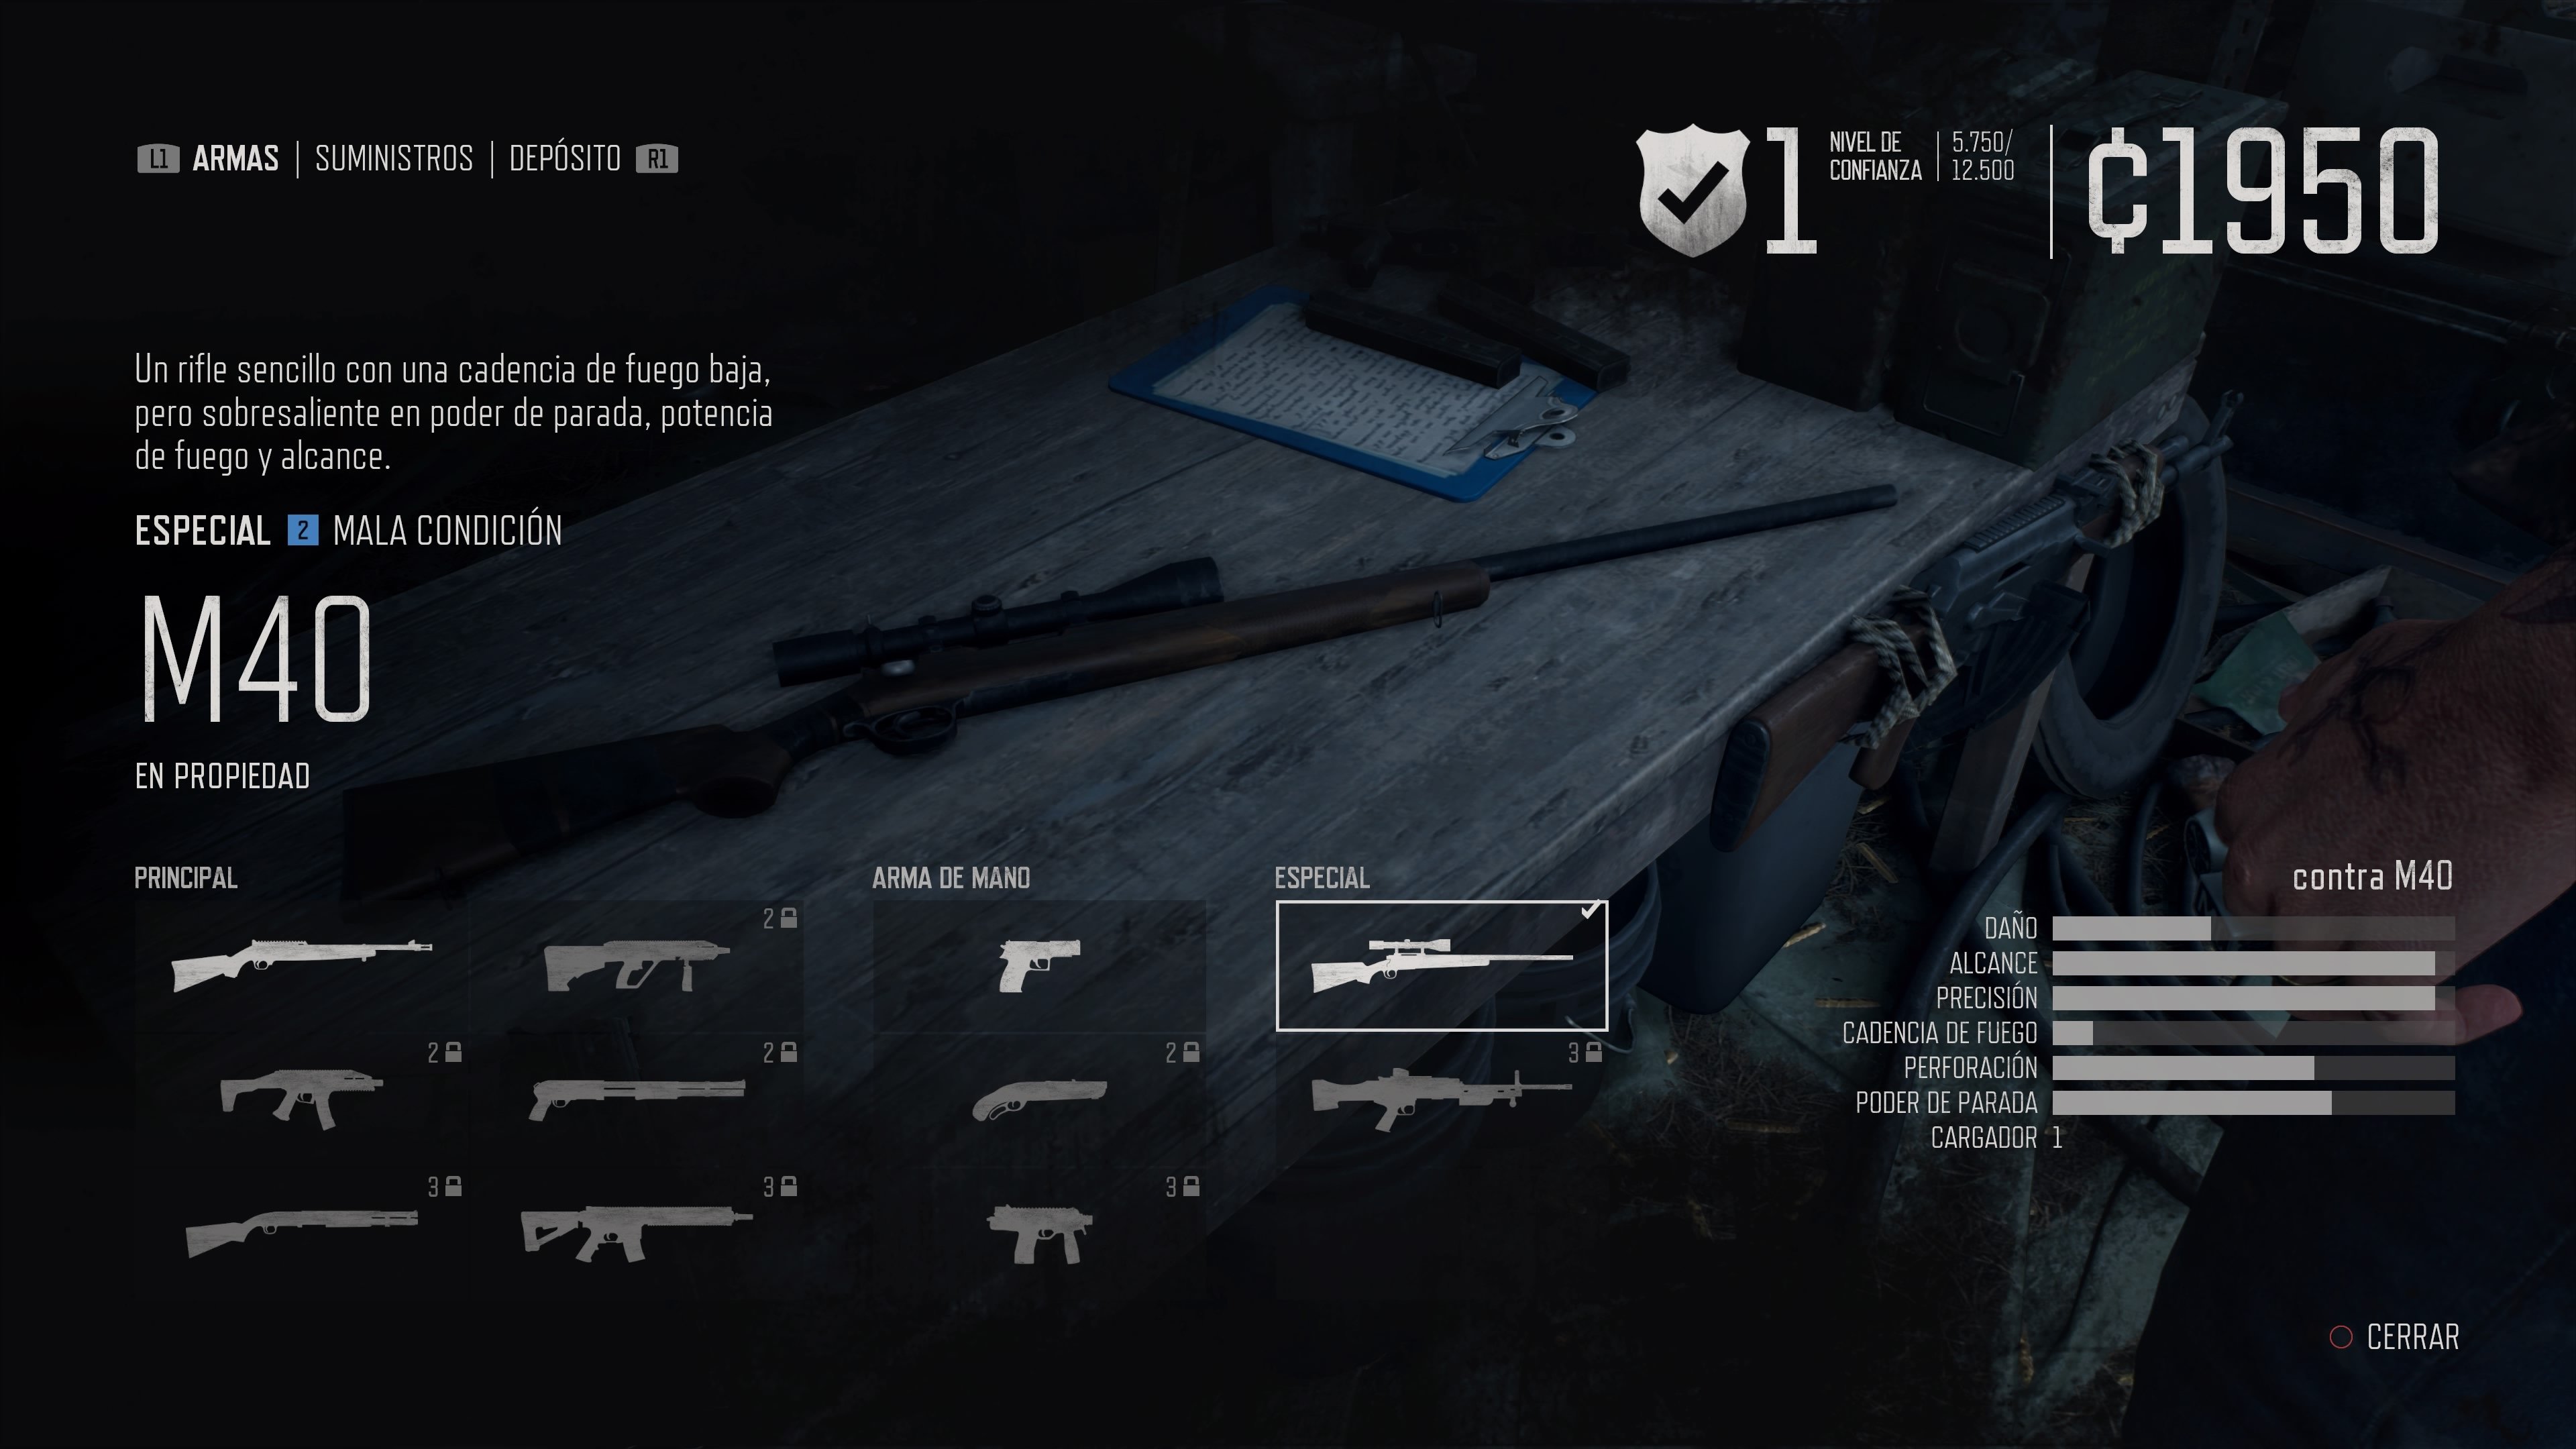 L1 ARMAS | SUMINISTROS | DEPÓSITO R1
1 NIVEL DE CONFIANZA | 5.750/12.500 | ¢1950
Un rifle sencillo con una cadencia de fuego baja,
pero sobresaliente en poder de parada, potencia
de fuego y alcance.
ESPECIAL 2 MALA CONDICIÓN
M40
EN PROPIEDAD
PRINCIPAL
2
2
2
3
3
ARMA DE MANO
2
3
ESPECIAL
3
contra M40
DAÑO
ALCANCE
PRECISIÓN
CADENCIA DE FUEGO
PERFORACIÓN
PODER DE PARADA
CARGADOR 1
CERRAR